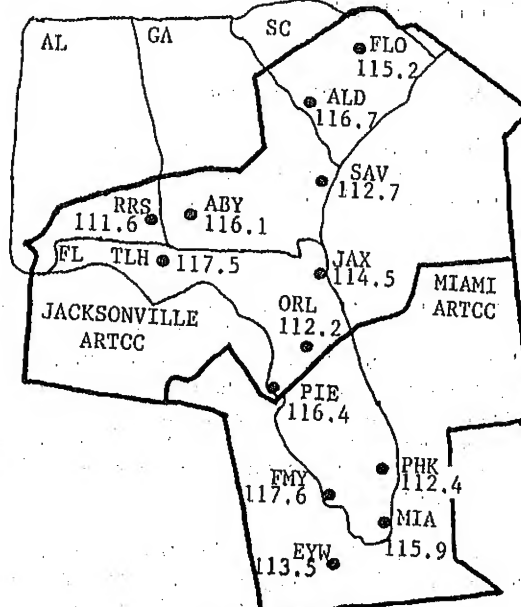 AL
GA
SC
FLO
115.2
ALD
116.7
SAV
112.7
RRS
111.6
ABY
116.1
FL
TLH
117.5
JAX
114.5
MIAMI
ARTCC
ORL
112.2
JACKSONVILLE
ARTCC
PIE
116.4
PHK
112.4
FMY
117.6
MIA
115.9
EYW
113.5